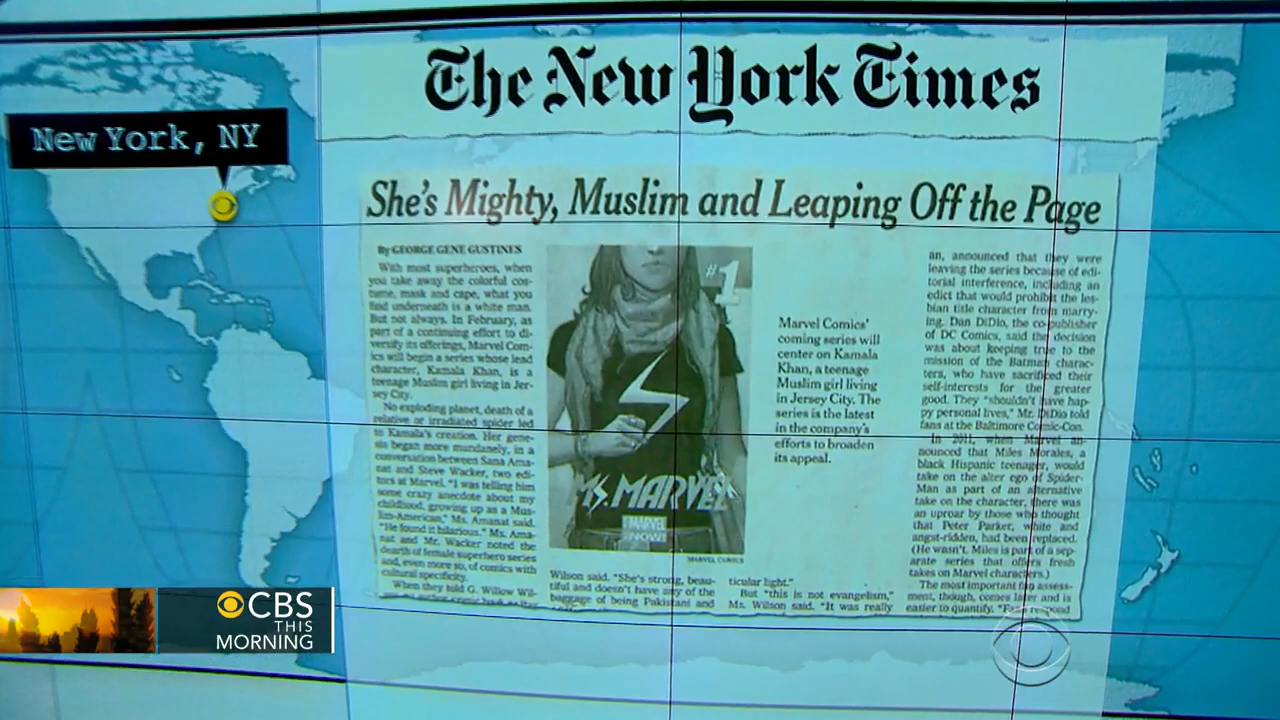 The New York Times
New York, NY
She's Mighty, Muslim and Leaping Off the Page
By GEORGE GENE GUSTINES
With most superheroes, when
you take away the colorful cos-
tume, mask and cape, what you
find underneath is a white man.
But not always. In February, as
part of a continuing effort to di-
versify its offerings, Marvel Com-
ics will begin a series whose lead
character, Kamala Khan, is a
teenage Muslim girl living in Jer-
sey City.
No exploding planet, death of a
relative or irradiated spider led
to Kamala's creation. Her gene-
sis began more mundanely, in a
conversation between Sana Ama-
nat and Steve Wacker, two edi-
tors at Marvel. "I was telling him
some crazy anecdote about my
childhood, growing up as a Mus-
lim-American," Ms. Amanat said.
"He found it hilarious." Ms. Ama-
nat and Mr. Wacker noted the
dearth of female superhero series
and, even more so, of comics with
cultural specificity.
When they told G. Willow Wil-
#1
MS. MARVEL
MARVEL
NOW!
MARVEL COMICS
Wilson said. "She's strong, beau-
tiful and doesn't have any of the
baggage of being Pakistani and
Marvel Comics'
coming series will
center on Kamala
Khan, a teenage
Muslim girl living
in Jersey City. The
series is the latest
in the company's
efforts to broaden
its appeal.
ticular light."
But "this is not evangelism,"
Ms. Wilson said. "It was really
an, announced that they were
leaving the series because of edi-
torial interference, including an
edict that would prohibit the les-
bian title character from marry-
ing. Dan DiDio, the co-publisher
of DC Comics, said the decision
was about keeping true to the
mission of the Batman charac-
ters, who have sacrificed their
self-interests for the greater
good. They "shouldn't have hap-
py personal lives," Mr. DiDio told
fans at the Baltimore Comic-Con.
In 2011, when Marvel an-
nounced that Miles Morales, a
black Hispanic teenager, would
take on the alter ego of Spider-
Man as part of an alternative
take on the character, there was
an uproar by those who thought
that Peter Parker, white and
angst-ridden, had been replaced.
(He wasn't. Miles is part of a sep-
arate series that offers fresh
takes on Marvel characters.)
The most important fan assess-
ment, though, comes later and is
easier to quantify. "Fans respond
CBS
THIS
MORNING